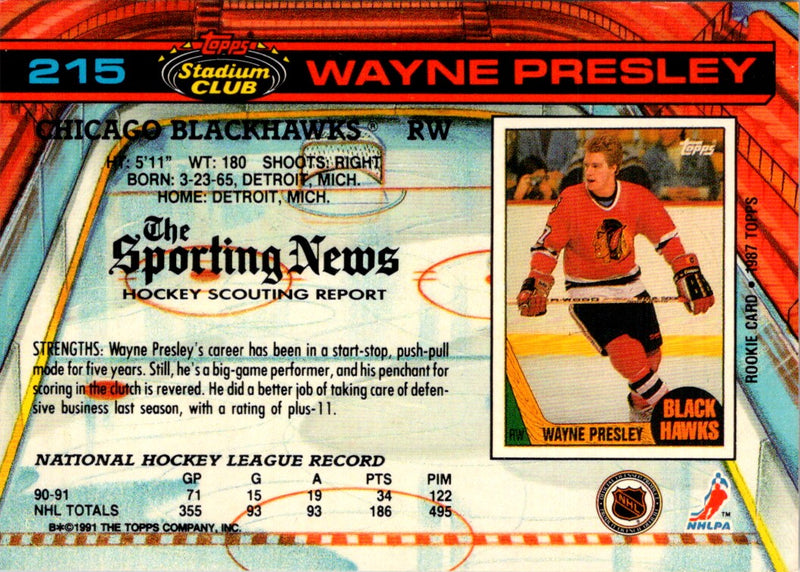 215
Topps
Stadium
CLUB
WAYNE PRESLEY
CHICAGO BLACKHAWKS® RW
HT: 5'11" WT: 180 SHOOTS: RIGHT
BORN: 3-23-65, DETROIT, MICH.
HOME: DETROIT, MICH.
The
Sporting News
HOCKEY SCOUTING REPORT
STRENGTHS: Wayne Presley's career has been in a start-stop, push-pull
mode for five years. Still, he's a big-game performer, and his penchant for
scoring in the clutch is revered. He did a better job of taking care of defen-
sive business last season, with a rating of plus-11.
NATIONAL HOCKEY LEAGUE RECORD
GP G A PTS PIM
90-91 71 15 19 34 122
NHL TOTALS 355 93 93 186 495
B*©1991 THE TOPPS COMPANY, INC.
Topps
RW WAYNE PRESLEY
BLACK
HAWKS
ROOKIE CARD • 1987 TOPPS
NHL
NHLPA
TM